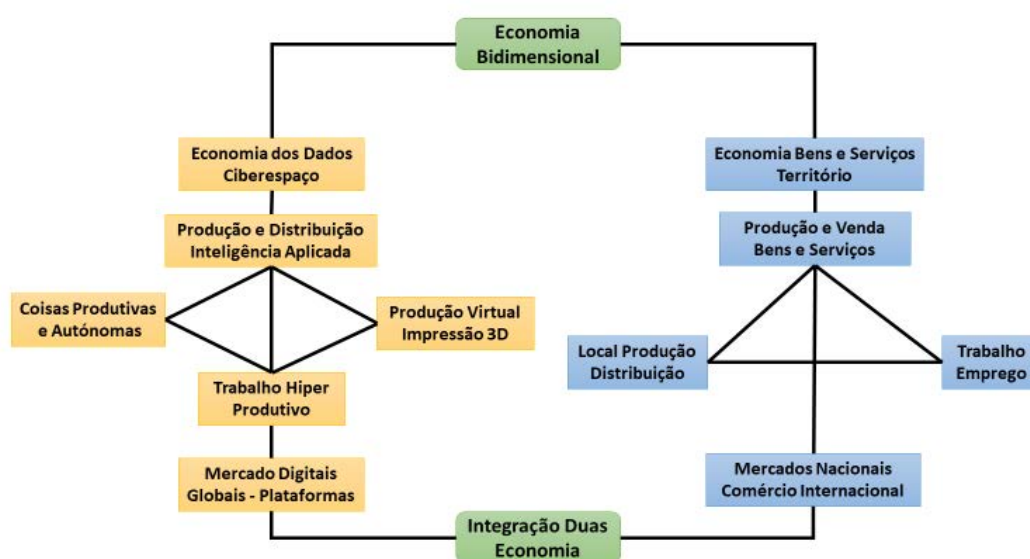 Economia
Bidimensional
Economia dos Dados
Ciberespaço
Economia Bens e Serviços
Território
Produção e Distribuição
Inteligência Aplicada
Produção e Venda
Bens e Serviços
Coisas Produtivas
e Autónomas
Produção Virtual
Impressão 3D
Local Produção
Distribuição
Trabalho
Emprego
Trabalho Hiper
Produtivo
Mercado Digitais
Globais - Plataformas
Mercados Nacionais
Comércio Internacional
Integração Duas
Economia